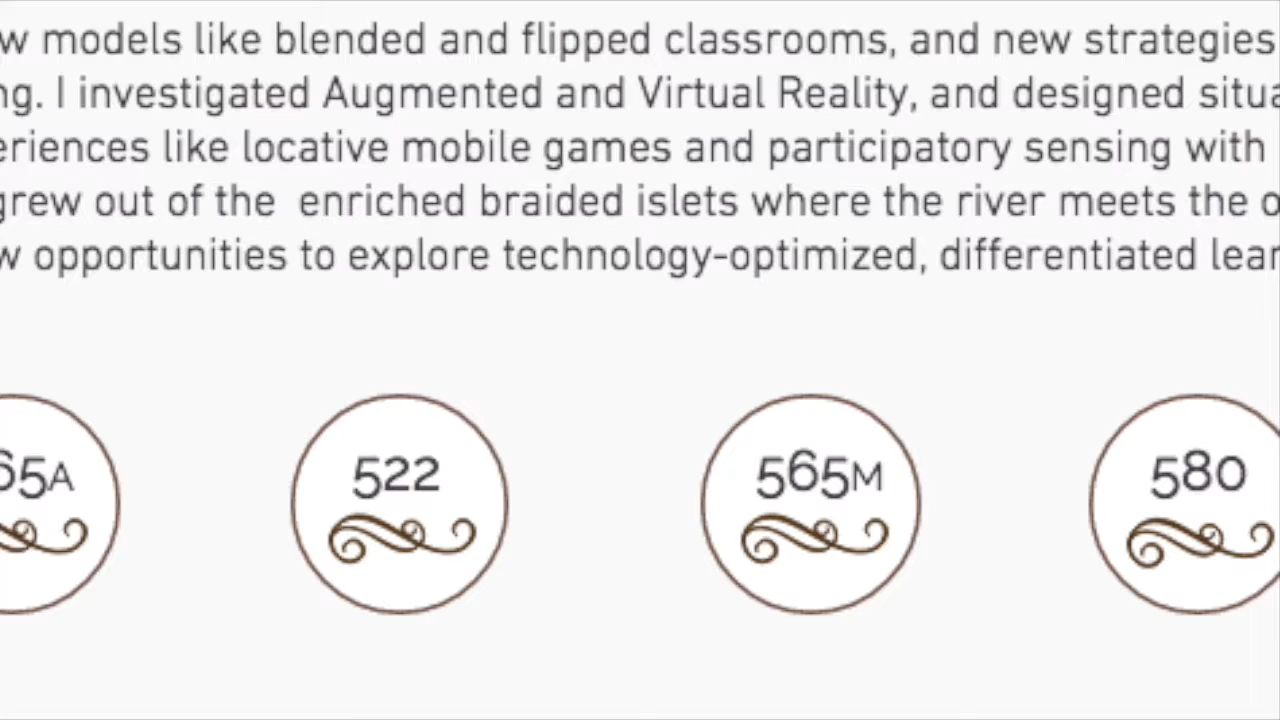 w models like blended and flipped classrooms, and new strategies
ng. I investigated Augmented and Virtual Reality, and designed situa
eriences like locative mobile games and participatory sensing with
grew out of the  enriched braided islets where the river meets the o
w opportunities to explore technology-optimized, differentiated lear
65A 522 565M 580